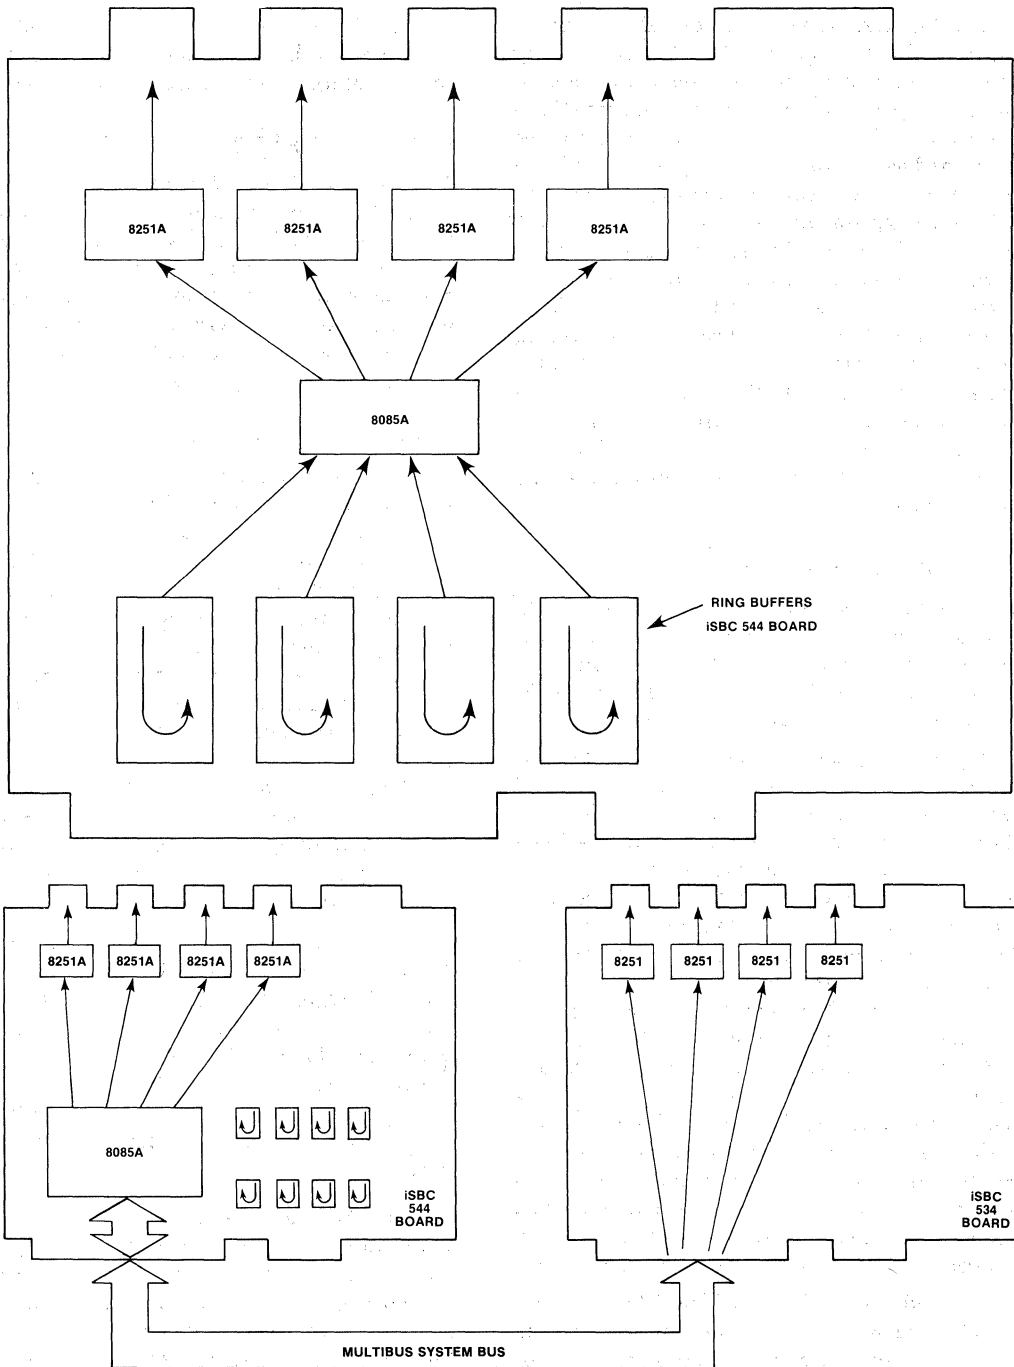 8251A
8251A
8251A
8251A
8085A
RING BUFFERS
iSBC 544 BOARD
8251A
8251A
8251A
8251A
8085A
iSBC
544
BOARD
8251
8251
8251
8251
iSBC
534
BOARD
MULTIBUS SYSTEM BUS